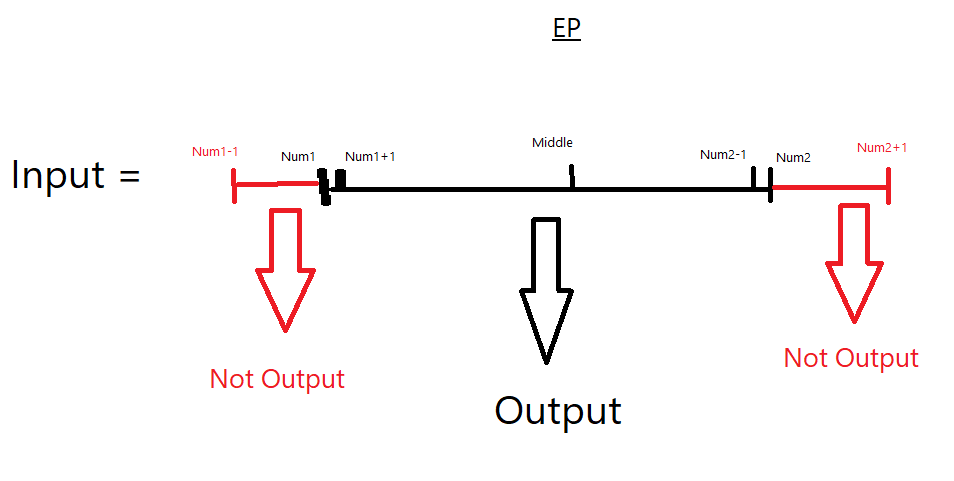 EP
Input =
Num1-1
Num1
Num1+1
Middle
Num2-1
Num2
Num2+1
Not Output
Output
Not Output